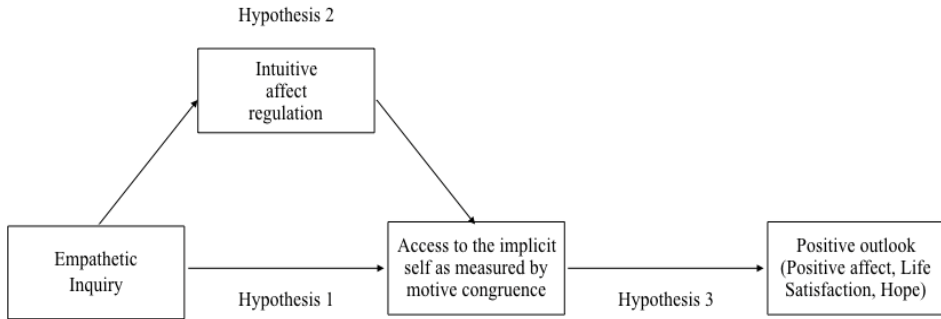 Hypothesis 2
Intuitive
affect
regulation
Empathetic
Inquiry
Hypothesis 1
Access to the implicit
self as measured by
motive congruence
Hypothesis 3
Positive outlook
(Positive affect, Life
Satisfaction, Hope)